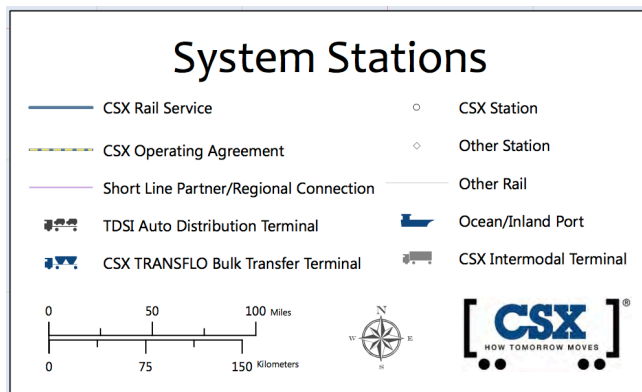 System Stations
CSX Rail Service
CSX Operating Agreement
Short Line Partner/Regional Connection
TDSI Auto Distribution Terminal
CSX TRANSFLO Bulk Transfer Terminal
CSX Station
Other Station
Other Rail
Ocean/Inland Port
CSX Intermodal Terminal
0 50 100 Miles
0 75 150 Kilometers
N
W E
S
CSX ®
HOW TOMORROW MOVES